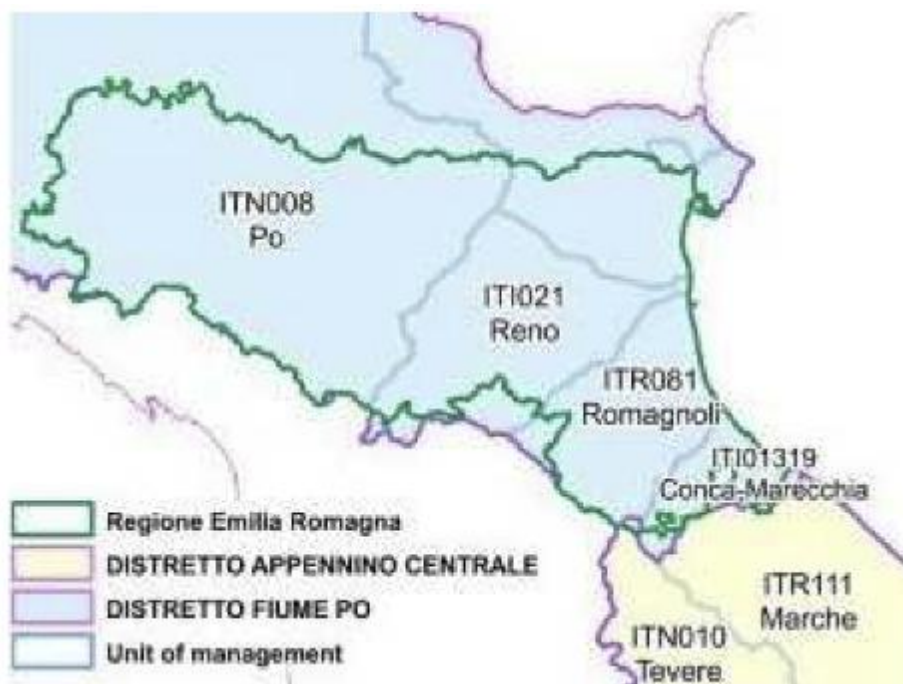 ITN008
Po
ITI021
Reno
ITR081
Romagnoli
ITI01319
Conca-Marecchia
Regione Emilia Romagna
DISTRETTO APPENNINO CENTRALE
DISTRETTO FIUME PO
Unit of management
ITR111
Marche
ITN010
Tevere